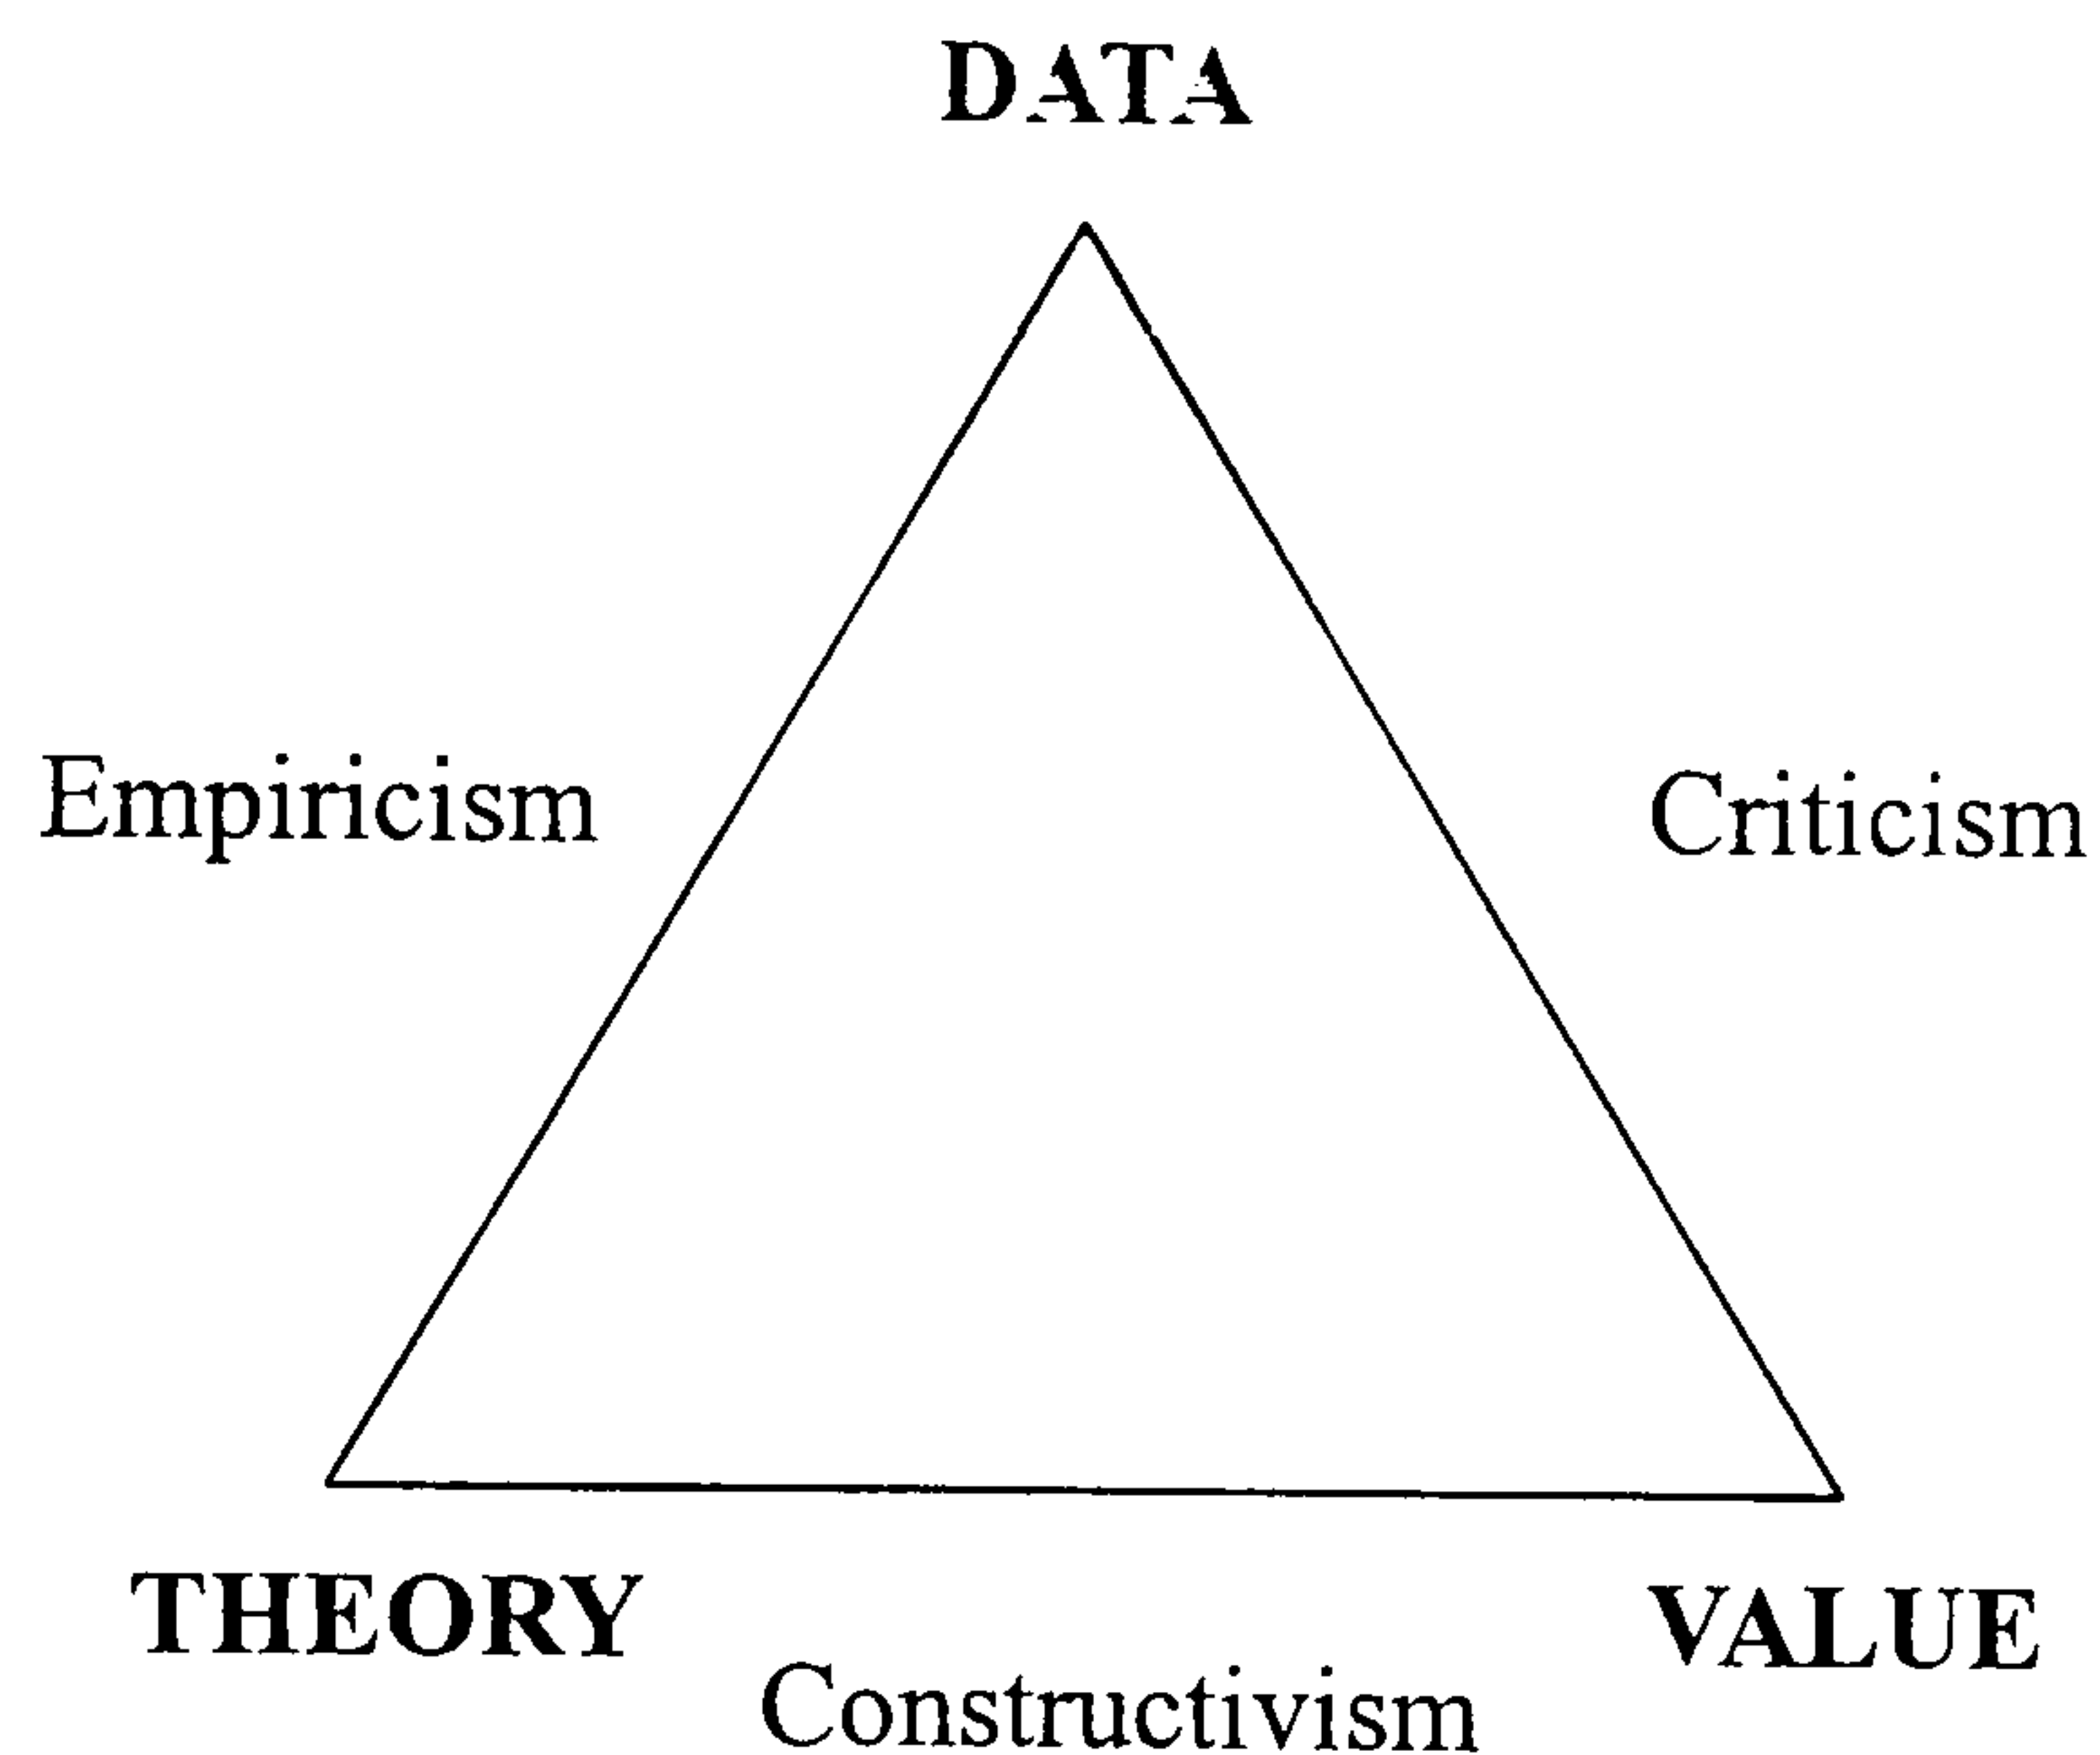 DATA
Empiricism
Criticism
THEORY
VALUE
Constructivism